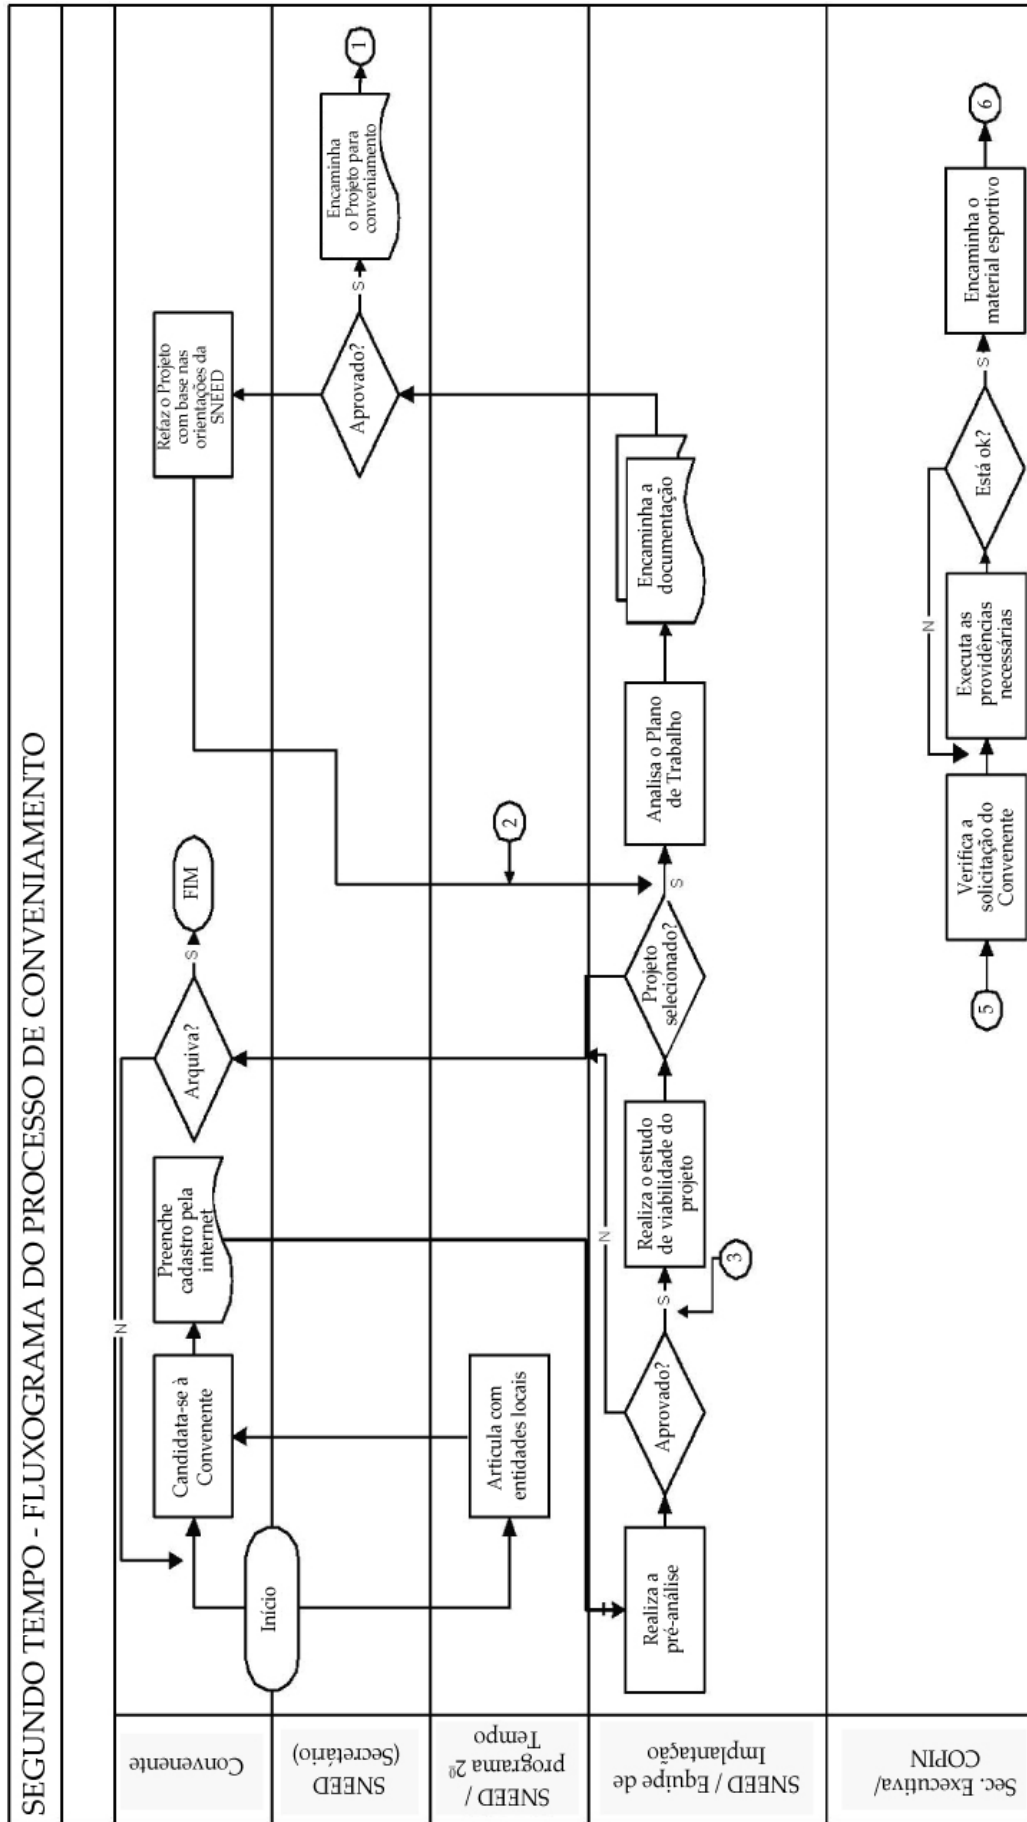 SEGUNDO TEMPO - FLUXOGRAMA DO PROCESSO DE CONVENIAMENTO
Convenente
Início
Candidata-se à
Convenente
Preenche
cadastro pela
internet
N
Arquiva?
S
FIM
Refaz o Projeto
com base nas
orientações da
SNEED
SNEED
(Secretário)
Aprovado?
S
Encaminha
o Projeto para
conveniamento
1
SNEED /
programa 2º
Tempo
Articula com
entidades locais
2
SNEED / Equipe de
Implantação
Realiza a
pré-análise
Aprovado?
N
S
3
Realiza o estudo
de viabilidade do
projeto
Projeto
selecionado?
S
Analisa o Plano
de Trabalho
Encaminha a
documentação
Sec. Executiva/
COPIN
5
Verifica a
solicitação do
Convenente
Executa as
providências
necessárias
N
Está ok?
S
Encaminha o
material esportivo
6